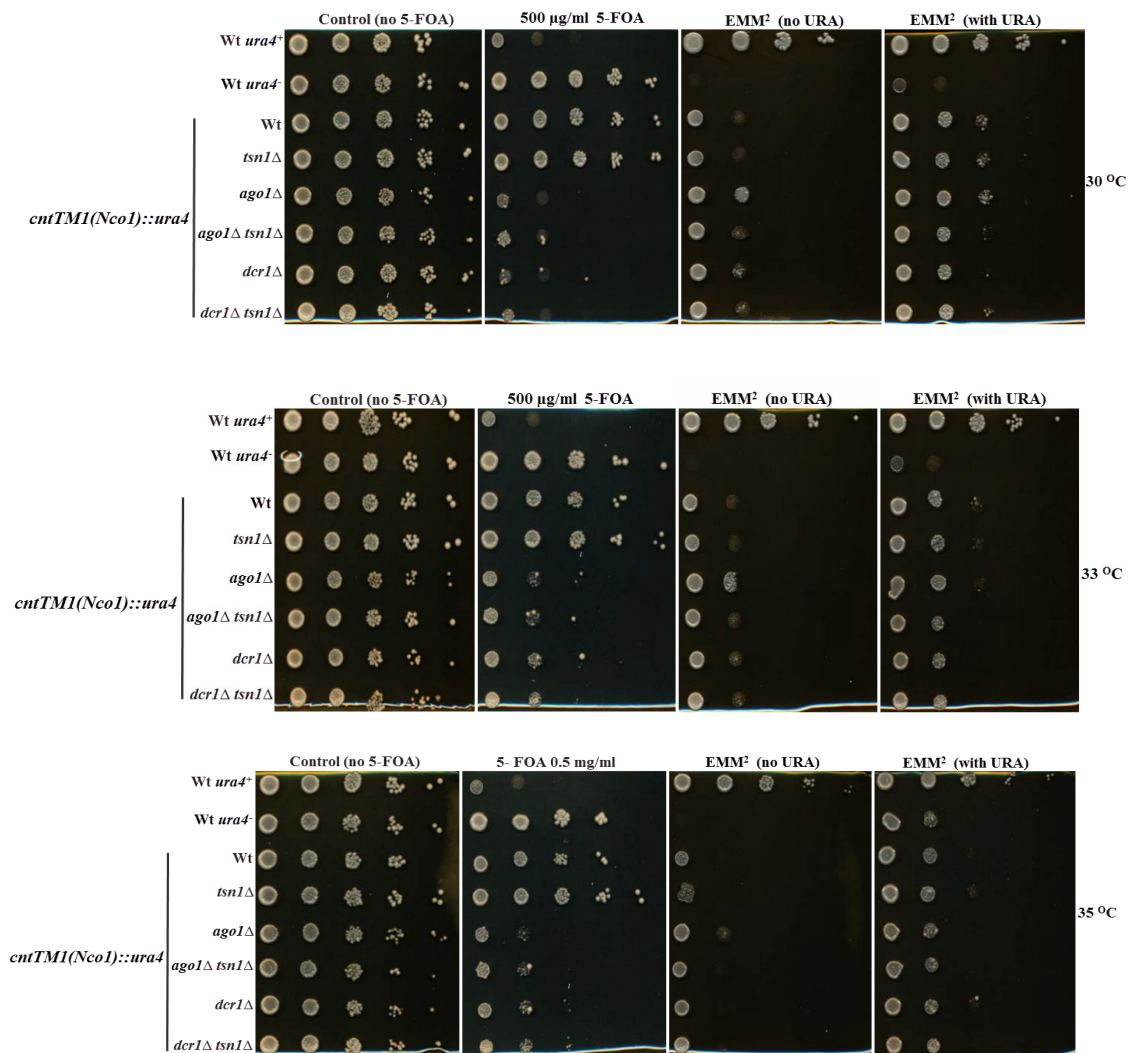 Control (no 5-FOA) 500 µg/ml 5-FOA EMM² (no URA) EMM² (with URA)
Wt ura4⁺
Wt ura4⁻
Wt
tsn1Δ
ago1Δ
30 ᴼC
cntTM1(Nco1)::ura4
ago1Δ tsn1Δ
dcr1Δ
dcr1Δ tsn1Δ
Control (no 5-FOA) 500 µg/ml 5-FOA EMM² (no URA) EMM² (with URA)
Wt ura4⁺
Wt ura4⁻
Wt
tsn1Δ
ago1Δ
33 ᴼC
cntTM1(Nco1)::ura4
ago1Δ tsn1Δ
dcr1Δ
dcr1Δ tsn1Δ
Control (no 5-FOA) 5- FOA 0.5 mg/ml EMM² (no URA) EMM² (with URA)
Wt ura4⁺
Wt ura4⁻
Wt
tsn1Δ
35 ᴼC
ago1Δ
cntTM1(Nco1)::ura4
ago1Δ tsn1Δ
dcr1Δ
dcr1Δ tsn1Δ